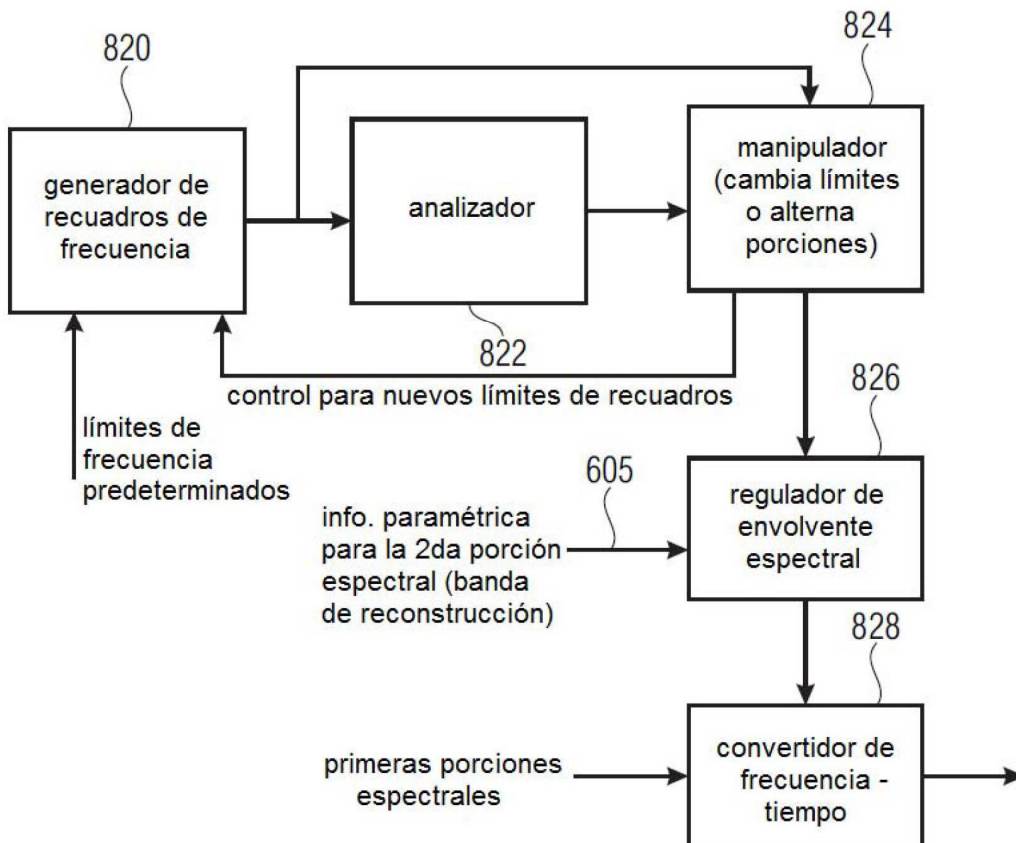 820
824
generador de
recuadros de
frecuencia
analizador
manipulador
(cambia límites
o alterna
porciones)
822
control para nuevos límites de recuadros
826
límites de
frecuencia
predeterminados
605
info. paramétrica
para la 2da porción
espectral (banda
de reconstrucción)
regulador de
envolvente
espectral
828
primeras porciones
espectrales
convertidor de
frecuencia -
tiempo